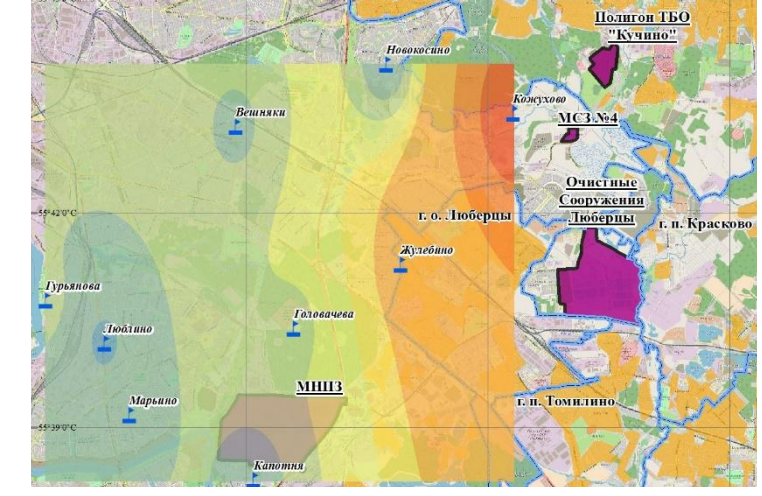 Полигон ТБО
"Кучино"
Новокосино
Кожухово
Вешняки
МСЗ №4
Очистные
Сооружения
Люберцы
55°42'0"С
г. о. Люберцы
г. п. Красково
Жулебино
Гурьянова
Головачева
Люблино
МНПЗ
Марьино
г. п. Томилино
55°39'0"С
Капотня